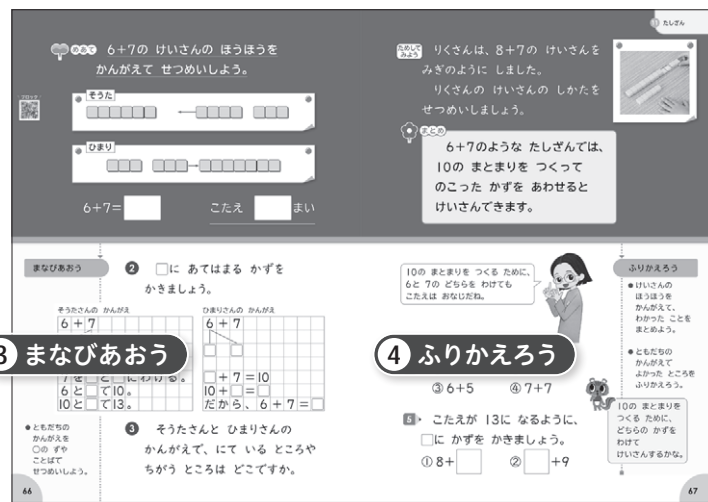 めあて 6+7の けいさんの ほうほうを
かんがえて せつめいしよう。
ブロック
そうた
ひまり
6+7=
こたえ
まい
1 たしざん
ためして
みよう
りくさんは、8+7の けいさんを
みぎのように しました。
りくさんの けいさんの しかたを
せつめいしましょう。
まとめ
6+7のような たしざんでは、
10の まとまりを つくって
のこった かずを あわせると
けいさんできます。
まなびあおう
2 □に あてはまる かずを
かきましょう。
そうたさんの かんがえ
6+7
7を□と□にわける。
6と□で10。
10と□で13。
ひまりさんの かんがえ
6+7
□ □
□+7=10
10+□=□
だから、6+7=□
3 まなびあおう
●ともだちの
かんがえを
○の ずや
ことばで
せつめいしよう。
3 そうたさんと ひまりさんの
かんがえで、にて いる ところや
ちがう ところは どこですか。
66
10の まとまりを つくる ために、
6と 7の どちらを わけても
こたえは おなじだね。
4 ふりかえろう
③6+5 ④7+7
5 こたえが 13に なるように、
□に かずを かきましょう。
①8+□ ②□+9
ふりかえろう
●けいさんの
ほうほうを
かんがえて、
わかった ことを
まとめよう。
●ともだちの
かんがえで
よかった ところを
ふりかえろう。
10の まとまりを
つくる ために、
どちらの かずを
わけて
けいさんするかな。
67